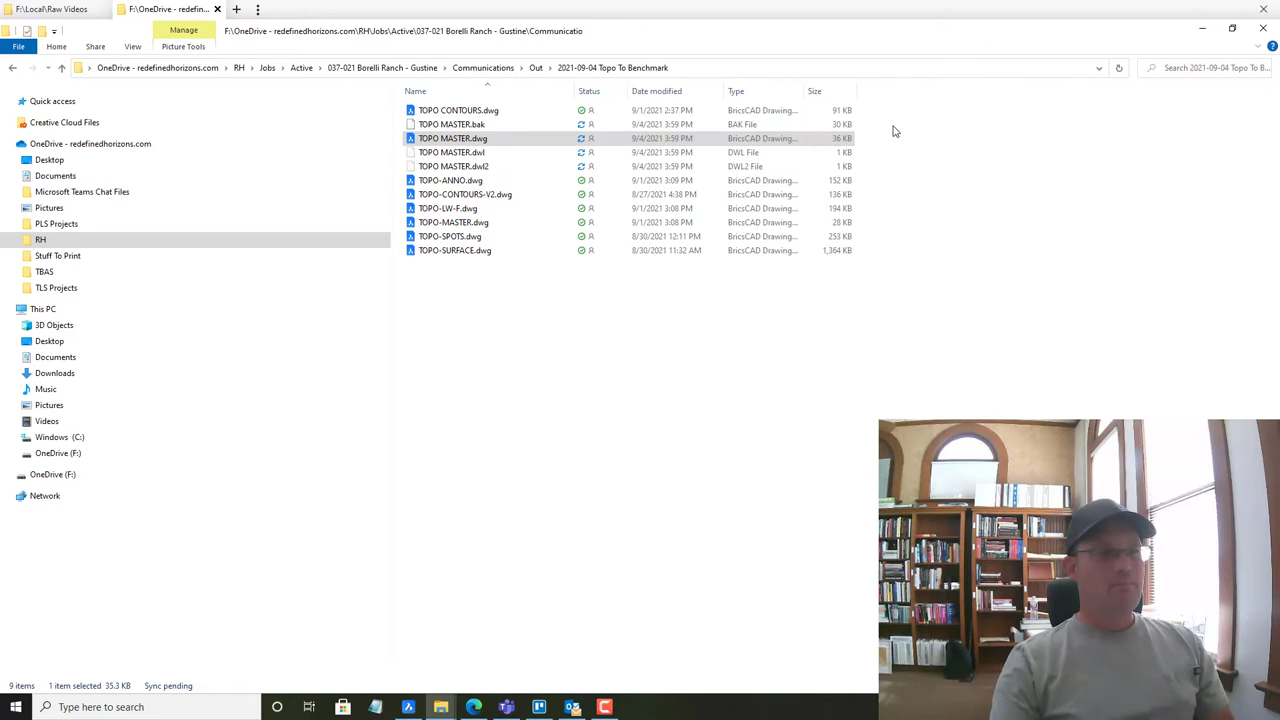 F:\Local\Raw Videos
F:\OneDrive - redefinedhorizons.com\RH\Jobs\Active\037-021 Borelli Ranch - Gustine\Communicatio
F:\OneDrive - redefin...
Manage
File Home Share View Picture Tools
OneDrive - redefinedhorizons.com > RH > Jobs > Active > 037-021 Borelli Ranch - Gustine > Communications > Out > 2021-09-04 Topo To Benchmark
Search 2021-09-04 Topo To B...
Quick access
Creative Cloud Files
OneDrive - redefinedhorizons.com
Desktop
Documents
Microsoft Teams Chat Files
Pictures
PLS Projects
RH
Stuff To Print
TBAS
TLS Projects
This PC
3D Objects
Desktop
Documents
Downloads
Music
Pictures
Videos
Windows (C:)
OneDrive (F:)
OneDrive (F:)
Network
Name Status Date modified Type Size
TOPO CONTOURS.dwg 9/1/2021 2:37 PM BricsCAD Drawing... 91 KB
TOPO MASTER.bak 9/4/2021 3:59 PM BAK File 30 KB
TOPO MASTER.dwg 9/4/2021 3:59 PM BricsCAD Drawing... 36 KB
TOPO MASTER.dwl 9/4/2021 3:59 PM DWL File 1 KB
TOPO MASTER.dwl2 9/4/2021 3:59 PM DWL2 File 1 KB
TOPO-ANNO.dwg 9/1/2021 3:09 PM BricsCAD Drawing... 152 KB
TOPO-CONTOURS-V2.dwg 8/27/2021 4:38 PM BricsCAD Drawing... 136 KB
TOPO-LW-F.dwg 9/1/2021 3:08 PM BricsCAD Drawing... 194 KB
TOPO-MASTER.dwg 9/1/2021 3:08 PM BricsCAD Drawing... 28 KB
TOPO-SPOTS.dwg 8/30/2021 12:11 PM BricsCAD Drawing... 253 KB
TOPO-SURFACE.dwg 8/30/2021 11:32 AM BricsCAD Drawing... 1,364 KB
9 items 1 item selected 35.3 KB Sync pending
Type here to search